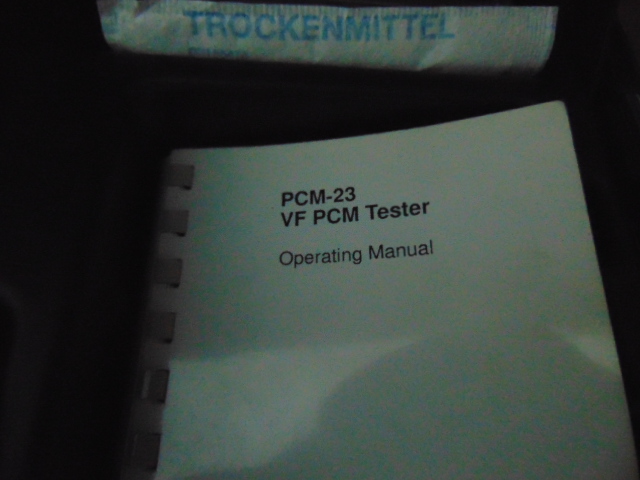 TROCKENMITTEL
PCM-23
VF PCM Tester
Operating Manual